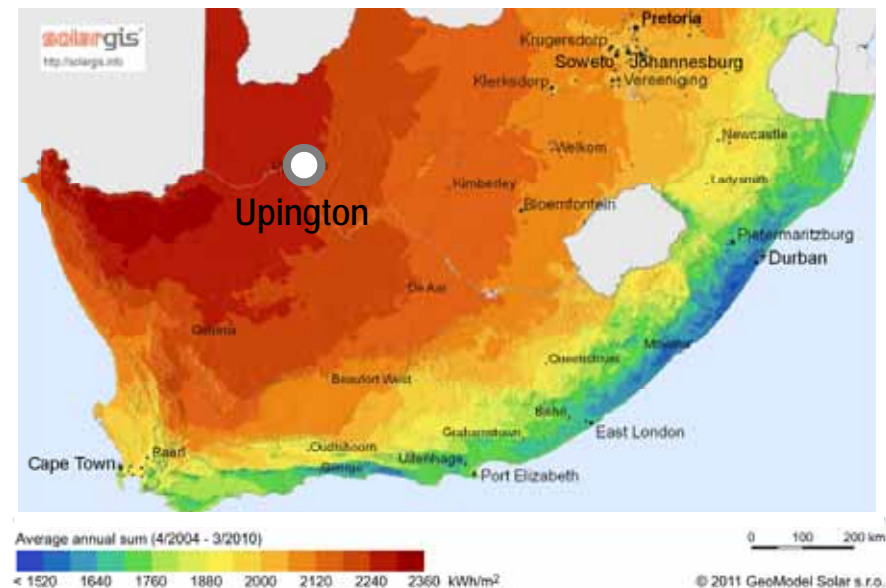 solargis
http://solargis.info
Pretoria
Krugersdorp
Soweto Johannesburg
Klerksdorp Vereeniging
Newcastle
Welkom
Ladysmith
Kimberley
Upington
Bloemfontein
Pietermaritzburg
Durban
De Aar
Queenstown
Beaufort West
Bisho
East London
Grahamstown
Oudtshoorn
Paarl
Cape Town
George
Uitenhage
Port Elizabeth
Average annual sum (4/2004 - 3/2010)
0 100 200 km
< 1520 1640 1760 1880 2000 2120 2240 2360 kWh/m²
© 2011 GeoModel Solar s.r.o.